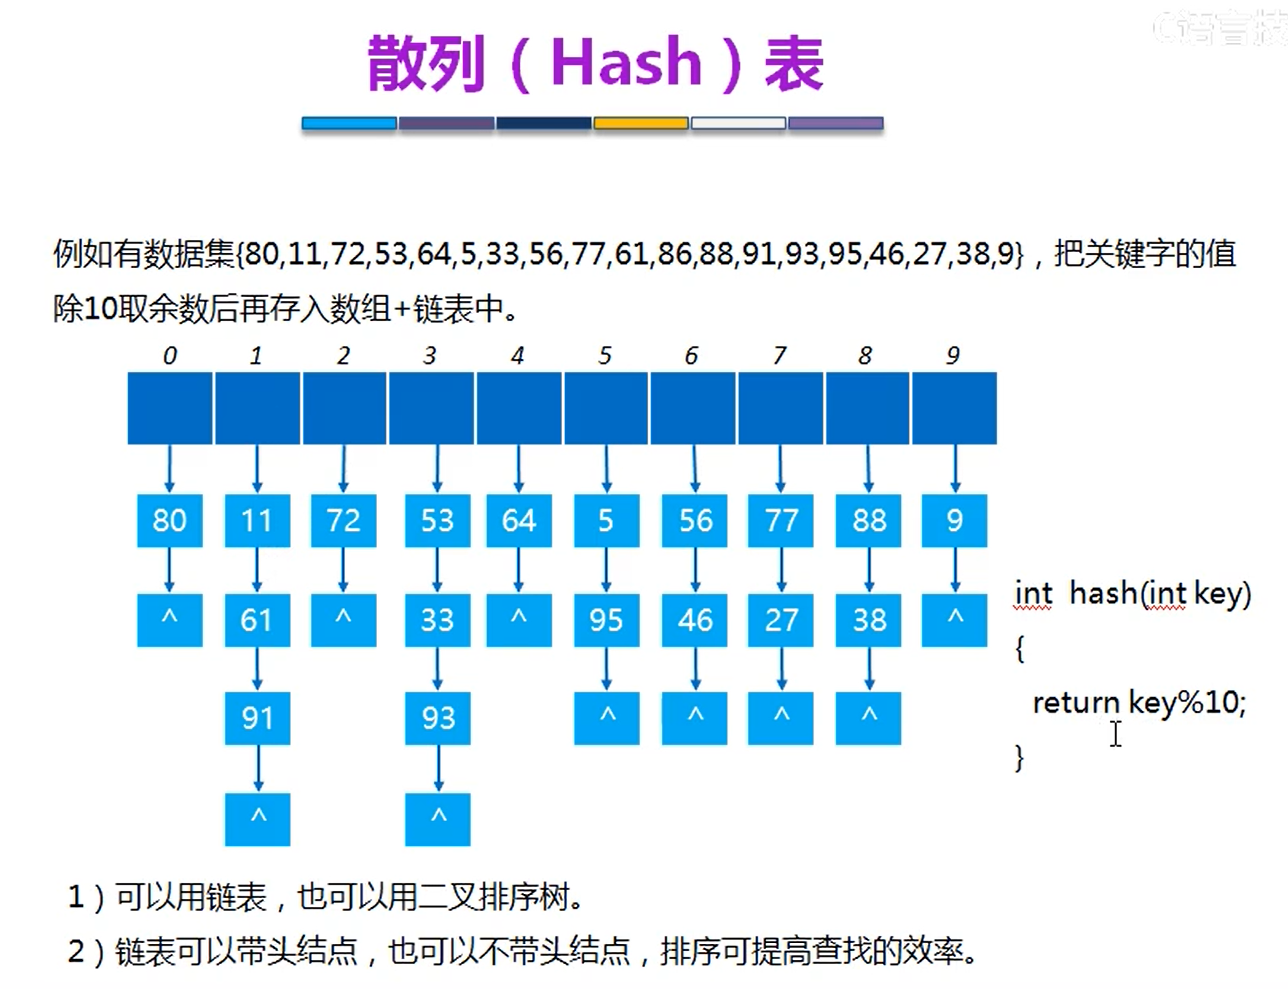 C语言技
散列（Hash）表
例如有数据集{80,11,72,53,64,5,33,56,77,61,86,88,91,93,95,46,27,38,9}，把关键字的值
除10取余数后再存入数组+链表中。
0 1 2 3 4 5 6 7 8 9
80 11 72 53 64 5 56 77 88 9
^ 61 ^ 33 ^ 95 46 27 38 ^
91 93 ^ ^ ^ ^
^ ^
int hash(int key)
{
return key%10;
}
1）可以用链表，也可以用二叉排序树。
2）链表可以带头结点，也可以不带头结点，排序可提高查找的效率。